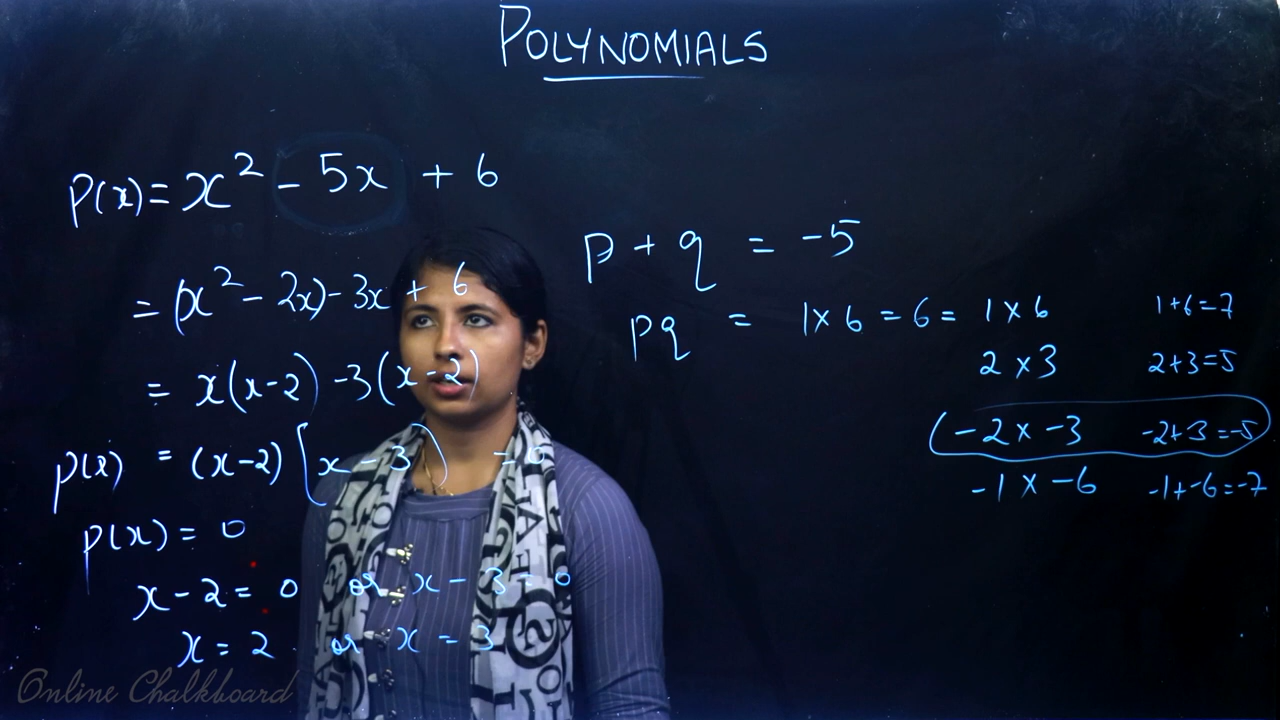 POLYNOMIALS
P(x) = x² - 5x + 6
= (x² - 2x) - 3x + 6
= x(x-2) -3(x-2)
p(x) = (x-2) [x-3) = 0
p(x) = 0
x - 2 = 0 or x - 3 = 0
x = 2 or x = 3
p + q = -5
pq = 1 x 6 = 6 = 1 x 6 1+6=7
2 x 3 2+3=5
(-2 x -3 -2+3=-5
-1 x -6 -1+-6=-7
Online Chalkboard